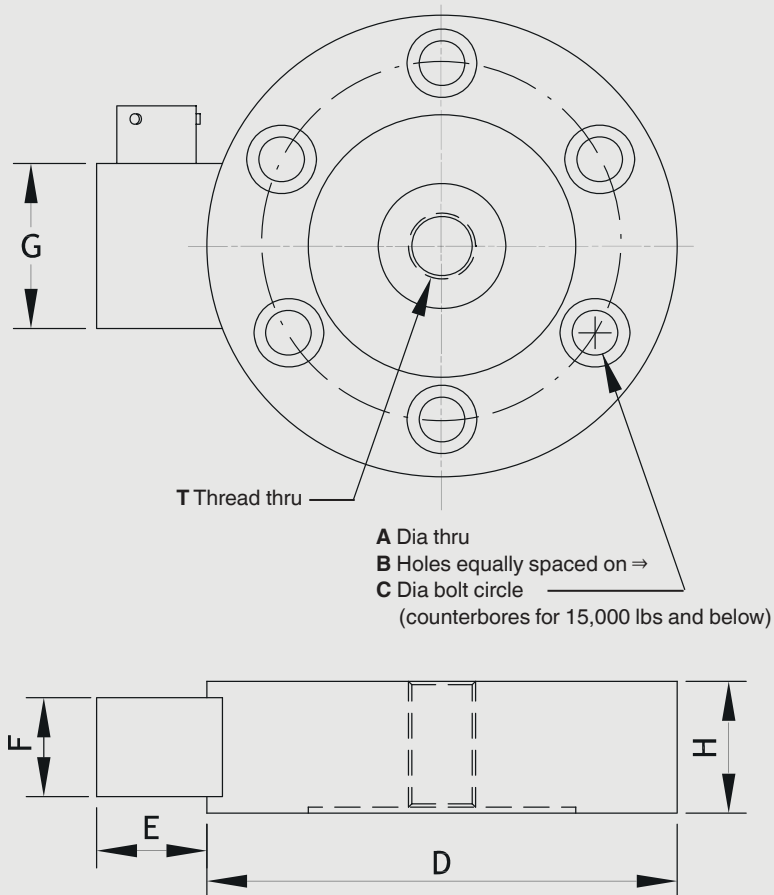 G
T Thread thru
A Dia thru
B Holes equally spaced on ⇒
C Dia bolt circle
(counterbores for 15,000 lbs and below)
F
H
E
D